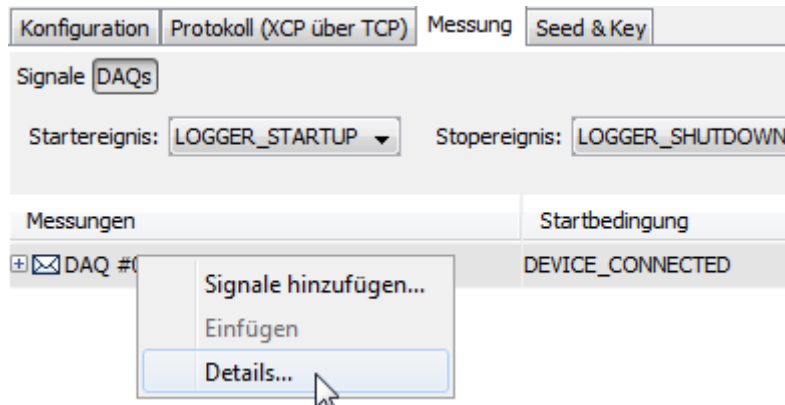 Konfiguration Protokoll (XCP über TCP) Messung Seed & Key
Signale DAQs
Startereignis: LOGGER_STARTUP Stopereignis: LOGGER_SHUTDOWN
Messungen Startbedingung
DAQ #0 DEVICE_CONNECTED
Signale hinzufügen...
Einfügen
Details...